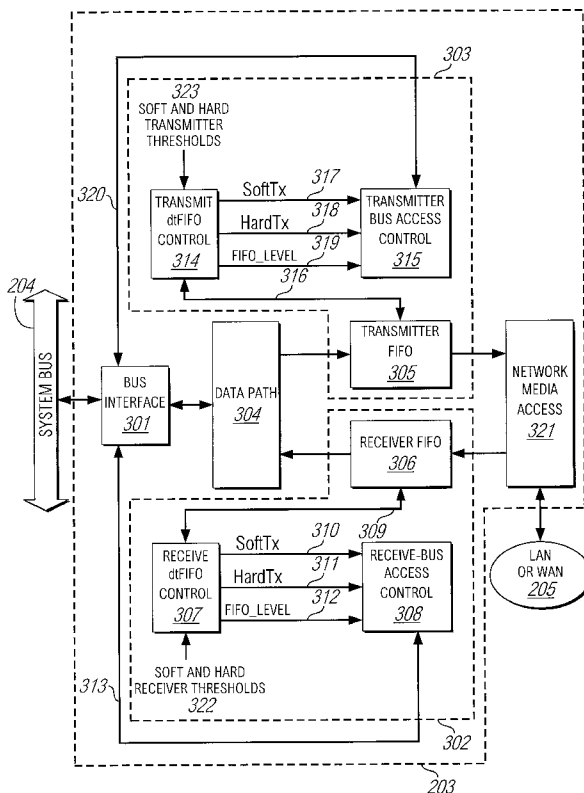 303
323
SOFT AND HARD
TRANSMITTER
THRESHOLDS
320
TRANSMIT
dtFIFO
CONTROL
314
SoftTx
317
HardTx
318
FIFO_LEVEL
319
316
TRANSMITTER
BUS ACCESS
CONTROL
315
204
SYSTEM BUS
BUS
INTERFACE
301
DATA PATH
304
TRANSMITTER
FIFO
305
NETWORK
MEDIA
ACCESS
321
RECEIVER FIFO
306
309
RECEIVE
dtFIFO
CONTROL
307
SoftTx
310
HardTx
311
FIFO_LEVEL
312
RECEIVE-BUS
ACCESS
CONTROL
308
LAN
OR WAN
205
313
SOFT AND HARD
RECEIVER THRESHOLDS
322
302
203